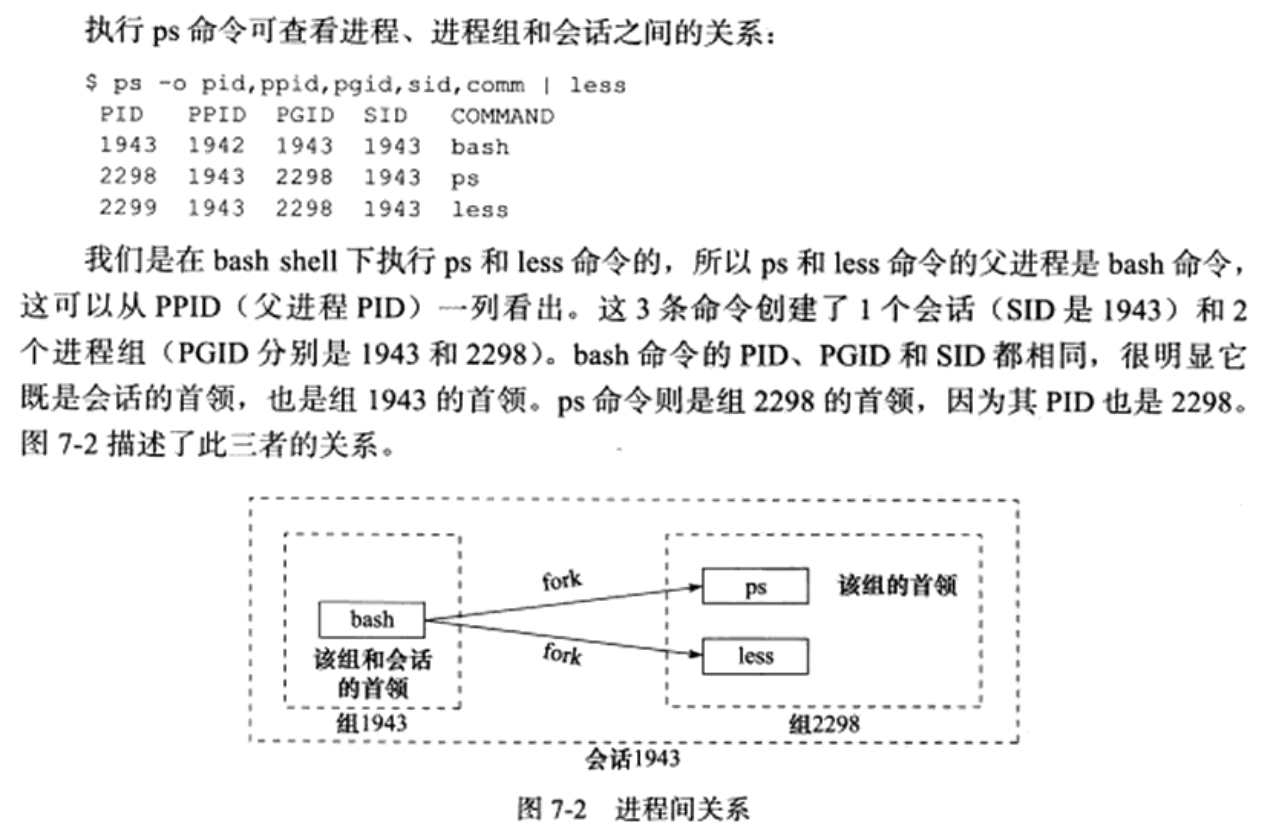 执行 ps 命令可查看进程、进程组和会话之间的关系：
$ ps -o pid,ppid,pgid,sid,comm | less
PID PPID PGID SID COMMAND
1943 1942 1943 1943 bash
2298 1943 2298 1943 ps
2299 1943 2298 1943 less
我们是在 bash shell 下执行 ps 和 less 命令的，所以 ps 和 less 命令的父进程是 bash 命令，
这可以从 PPID（父进程 PID）一列看出。这 3 条命令创建了 1 个会话（SID 是 1943）和 2
个进程组（PGID 分别是 1943 和 2298）。bash 命令的 PID、PGID 和 SID 都相同，很明显它
既是会话的首领，也是组 1943 的首领。ps 命令则是组 2298 的首领，因为其 PID 也是 2298。
图 7-2 描述了此三者的关系。
fork
ps
该组的首领
bash
fork
less
该组和会话
的首领
组1943
组2298
会话1943
图 7-2 进程间关系